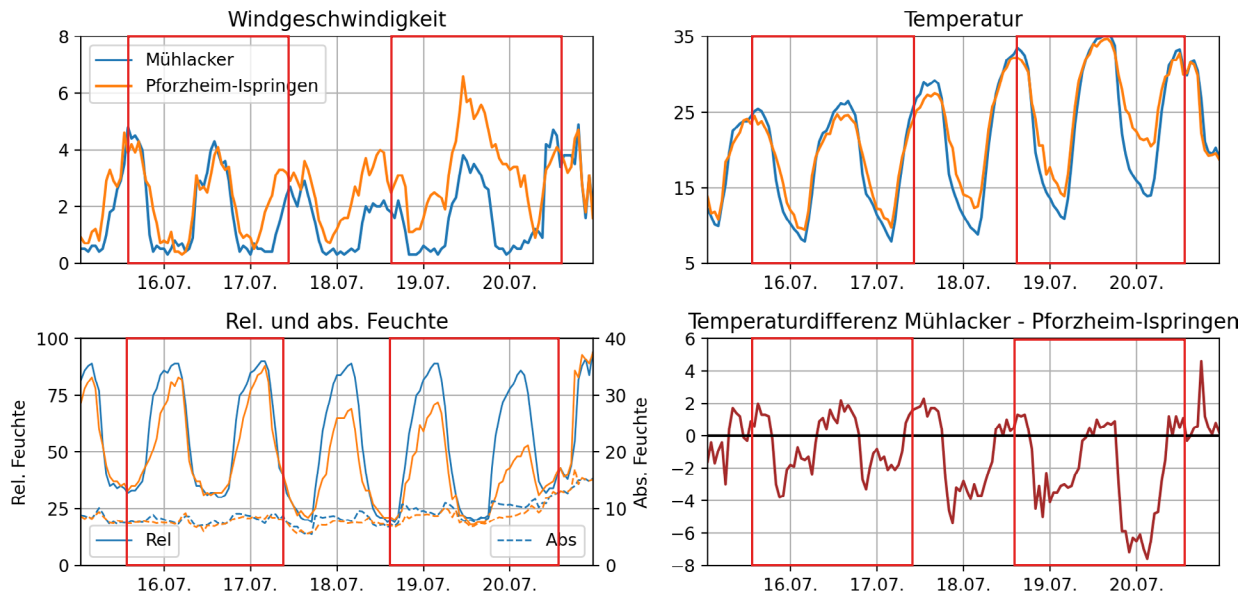 Windgeschwindigkeit
8
6
4
2
0
Mühlacker
Pforzheim-Ispringen
16.07. 17.07. 18.07. 19.07. 20.07.
Temperatur
35
25
15
5
16.07. 17.07. 18.07. 19.07. 20.07.
Rel. und abs. Feuchte
Rel. Feuchte
100
75
50
25
0
Rel
Abs
40
30
20
10
0
Abs. Feuchte
16.07. 17.07. 18.07. 19.07. 20.07.
Temperaturdifferenz Mühlacker - Pforzheim-Ispringen
6
4
2
0
−2
−4
−6
−8
16.07. 17.07. 18.07. 19.07. 20.07.